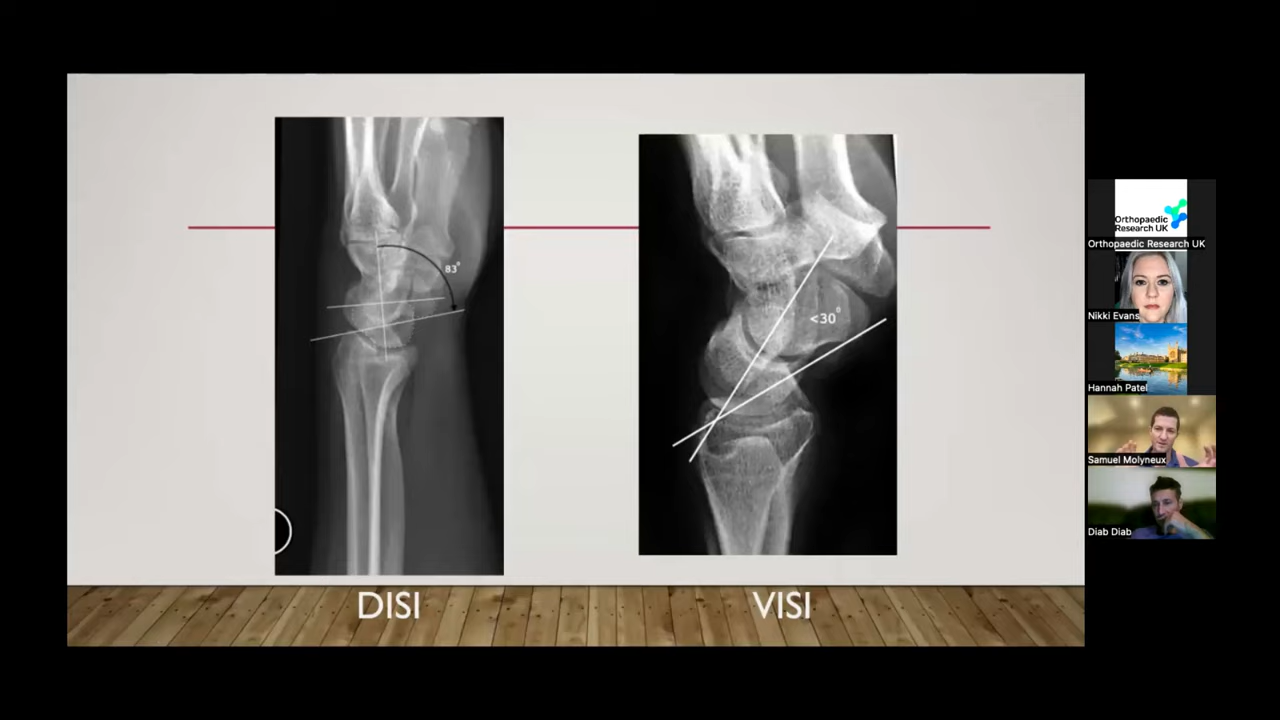 83°
<30°
DISI
VISI
Orthopaedic
Research UK
Orthopaedic Research UK
Nikki Evans
Hannah Patel
Samuel Molyneux
Diab Diab